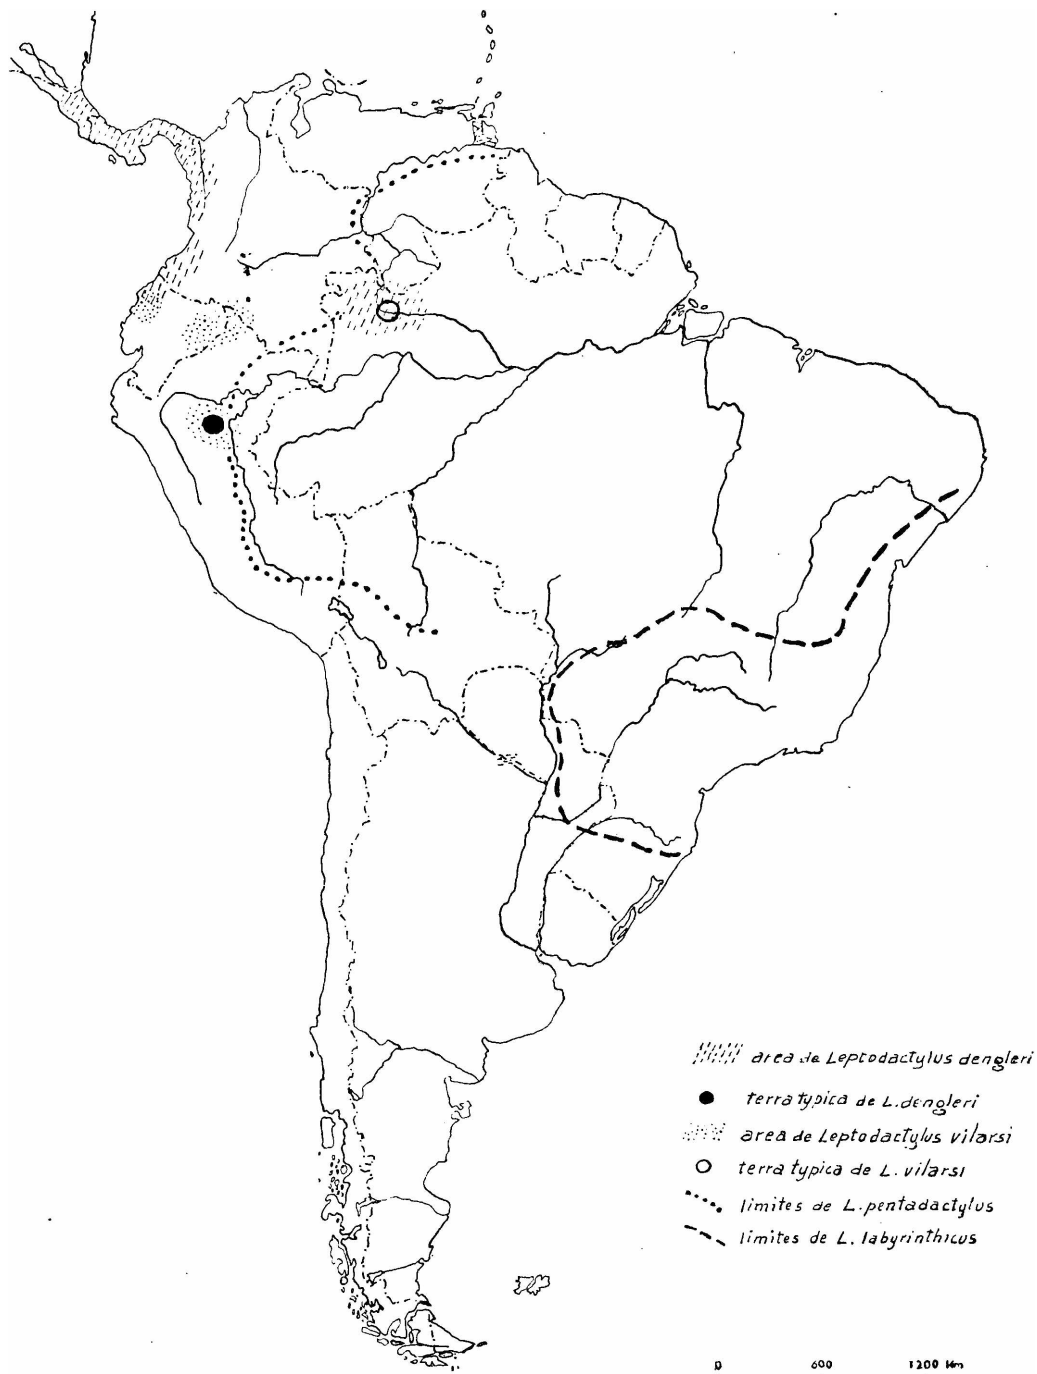 area de Leptodactylus dengleri
terra typica de L. dengleri
area de Leptodactylus vilarsi
terra typica de L. vilarsi
limites de L. pentadactylus
limites de L. labyrinthicus
0 600 1200 Km